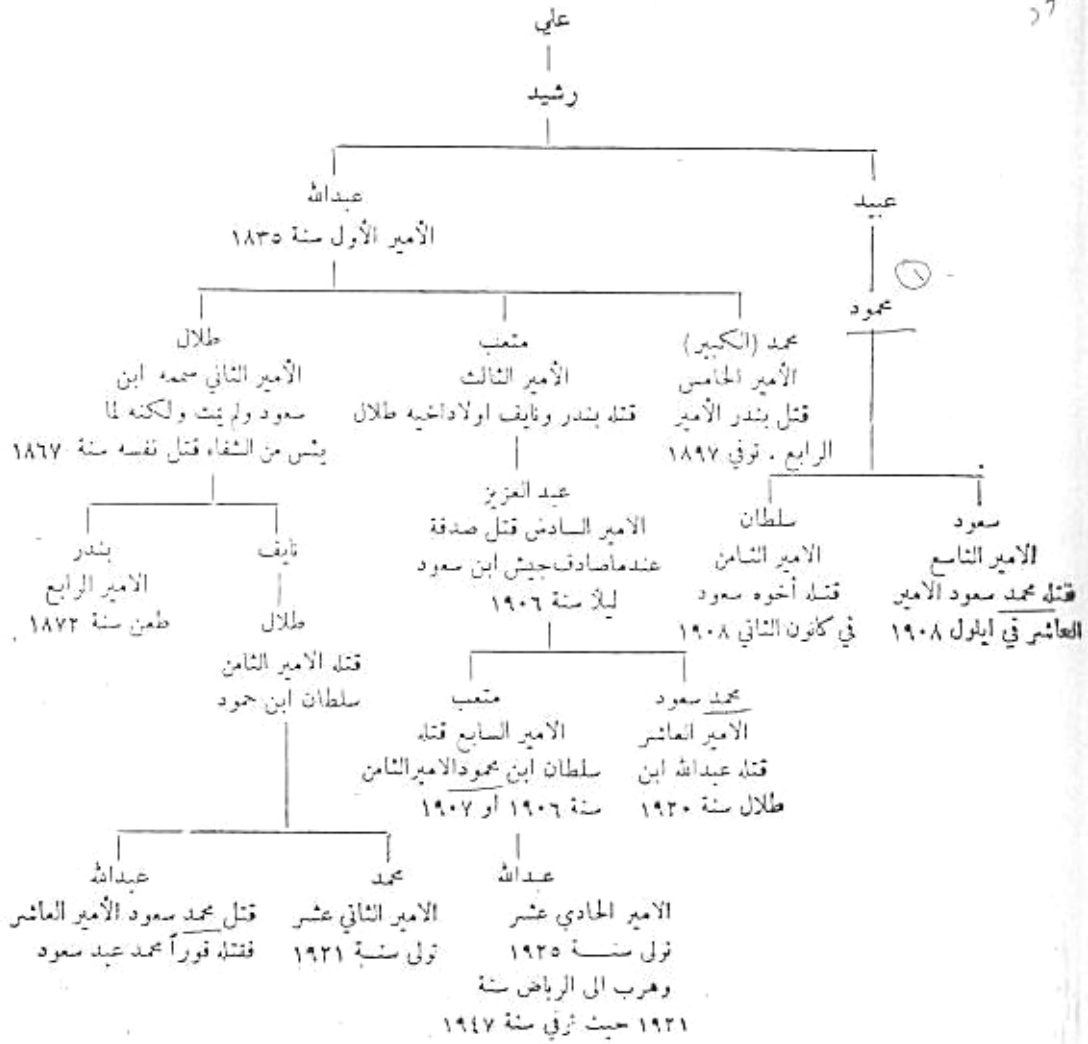 علي
رشيد
عبدالله
الأمير الأول سنة ١٨٣٥
عبيد
محمود
طلال
الأمير الثاني سممه ابن
سعود ولم يمت ولكنه لما
يئس من الشفاء قتل نفسه سنة ١٨٦٧
متعب
الأمير الثالث
قتله بندر ونايف اولاداخيه طلال
محمد (الكبير)
الأمير الخامس
قتل بندر الأمير
الرابع . توفي ١٨٩٧
بندر
الامير الرابع
طعن سنة ١٨٧٢
نايف
طلال
قتله الامير الثامن
سلطان ابن حمود
عبد العزيز
الامير السادس قتل صدفة
عندماصادف جيش ابن سعود
ليلاً سنة ١٩٠٦
سلطان
الامير الثامن
قتله أخوه سعود
في كانون الثاني ١٩٠٨
سعود
الامير التاسع
قتله محمد سعود الامير
العاشر في ايلول ١٩٠٨
متعب
الامير السابع قتله
سلطان ابن محمودالاميرالثامن
سنة ١٩٠٦ أو ١٩٠٧
محمد سعود
الامير العاشر
قتله عبدالله ابن
طلال سنة ١٩٢٠
عبدالله
قتل محمد سعود الأمير العاشر
فقتله فوراً محمد عبد سعود
محمد
الامير الثاني عشر
تولى سنة ١٩٢١
عبدالله
الامير الحادي عشر
تولى سنة ١٩٢٥
وهرب الى الرياض سنة
١٩٢١ حيث توفي سنة ١٩٤٧